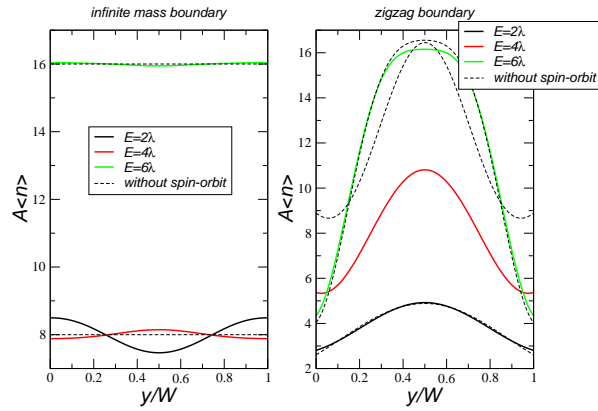 infinite mass boundary
zigzag boundary
A<n>
16
14
12
10
8
E=2λ
E=4λ
E=6λ
without spin-orbit
0
0.2
0.4
0.6
0.8
1
y/W
A<n>
16
14
12
10
8
6
4
2
E=2λ
E=4λ
E=6λ
without spin-orbit
0
0.2
0.4
0.6
0.8
1
y/W